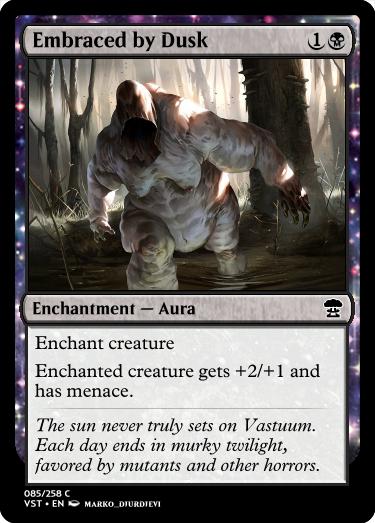 Embraced by Dusk 1
Enchantment — Aura
Enchant creature
Enchanted creature gets +2/+1 and
has menace.
The sun never truly sets on Vastuum.
Each day ends in murky twilight,
favored by mutants and other horrors.
085/258 C
VST • EN MARKO_DJURDJEVI